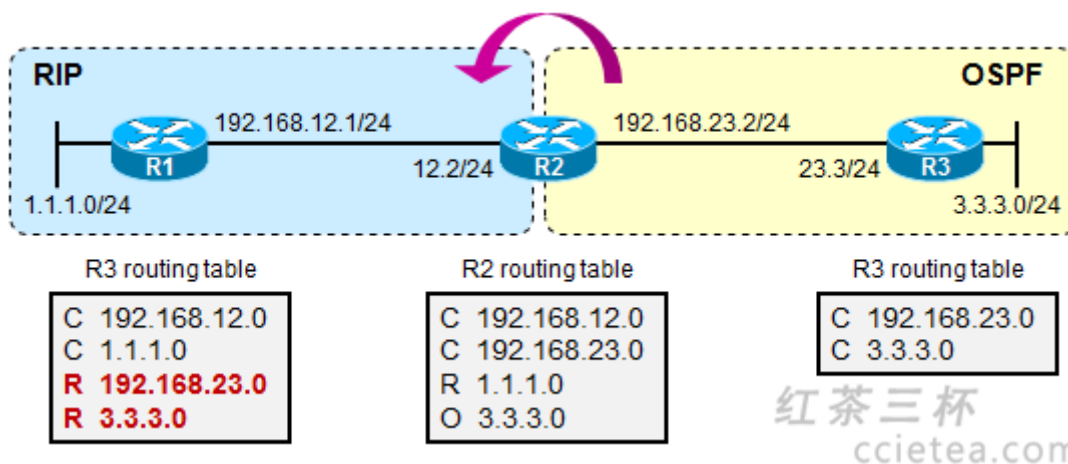 RIP
OSPF
192.168.12.1/24
192.168.23.2/24
R1
12.2/24
R2
23.3/24
R3
1.1.1.0/24
3.3.3.0/24
R3 routing table
C 192.168.12.0
C 1.1.1.0
R 192.168.23.0
R 3.3.3.0
R2 routing table
C 192.168.12.0
C 192.168.23.0
R 1.1.1.0
O 3.3.3.0
R3 routing table
C 192.168.23.0
C 3.3.3.0
红茶三杯
ccietea.com